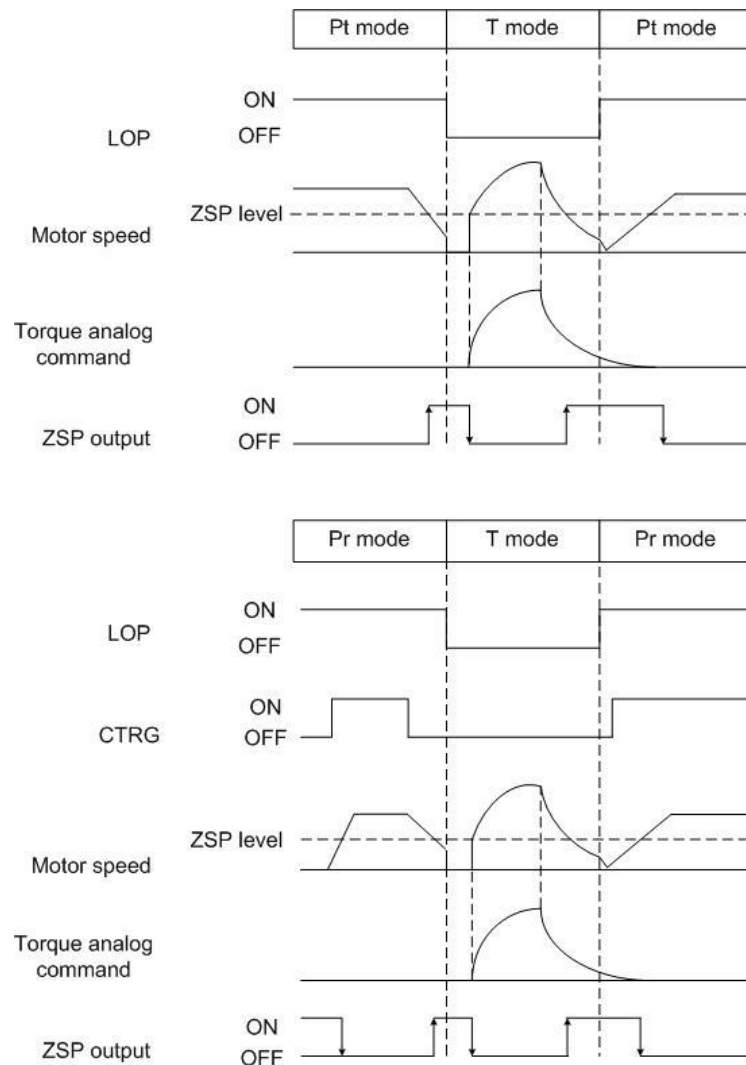 Pt mode T mode Pt mode
ON
LOP OFF
ZSP level
Motor speed
Torque analog
command
ON
ZSP output OFF
Pr mode T mode Pr mode
ON
LOP
OFF
ON
CTRG OFF
ZSP level
Motor speed
Torque analog
command
ON
ZSP output OFF